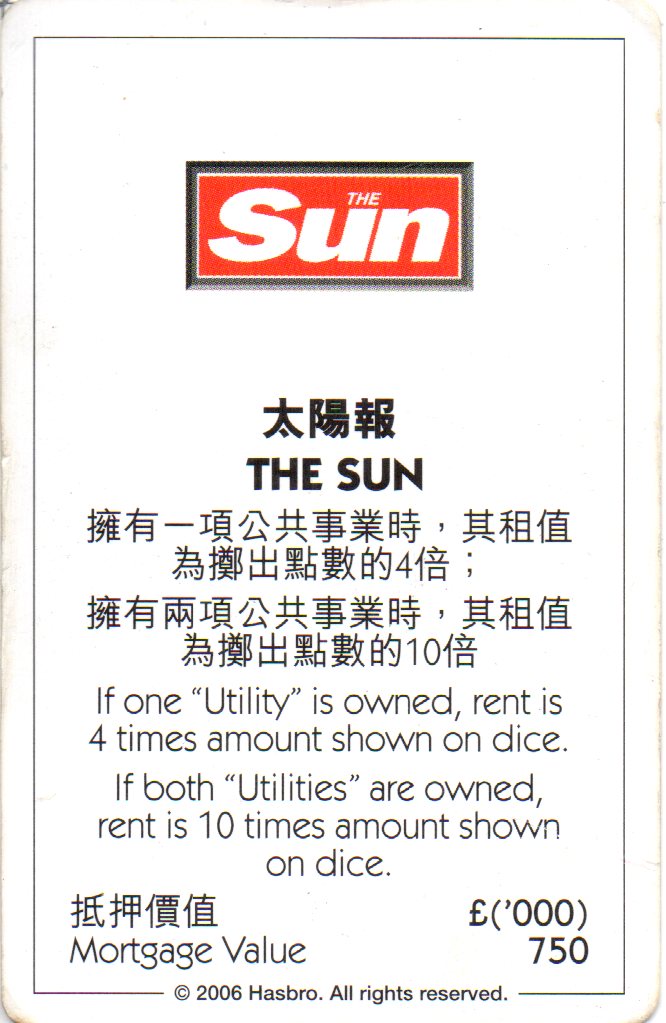 THE
Sun
太陽報
THE SUN
擁有一項公共事業時，其租值
為擲出點數的4倍；
擁有兩項公共事業時，其租值
為擲出點數的10倍
If one “Utility” is owned, rent is
4 times amount shown on dice.
If both “Utilities” are owned,
rent is 10 times amount shown
on dice.
抵押價值 £('000)
Mortgage Value 750
© 2006 Hasbro. All rights reserved.